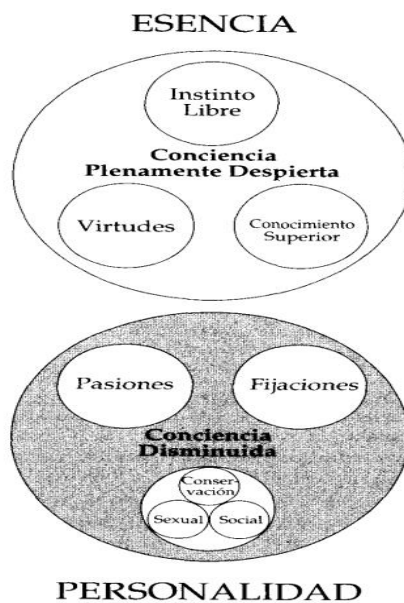 ESENCIA
Instinto
Libre
Conciencia
Plenamente Despierta
Virtudes
Conocimiento
Superior
Pasiones
Fijaciones
Conciencia
Disminuida
Conser-
vación
Sexual
Social
PERSONALIDAD